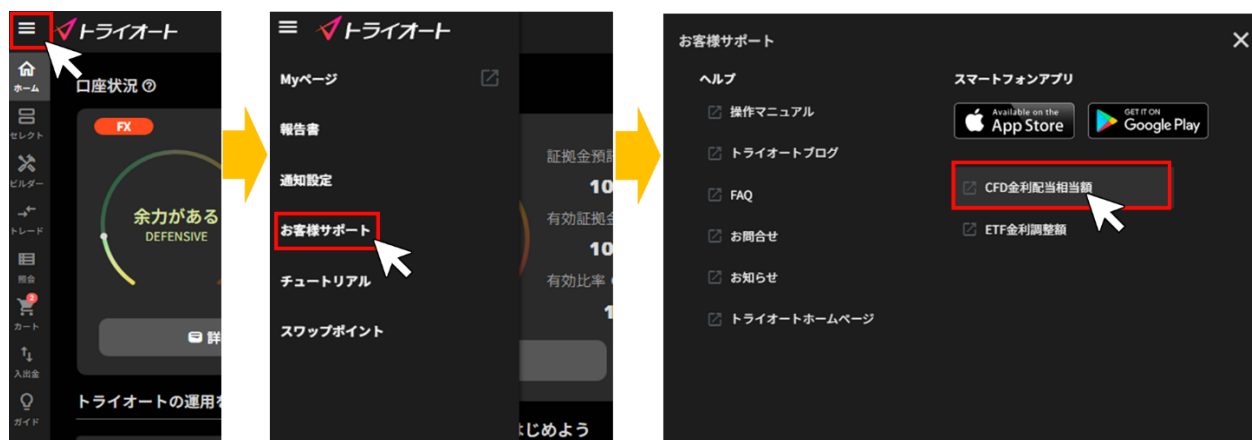 トライオート
ホーム
セレクト
ビルダー
トレード
照会
2
カート
入出金
ガイド
口座状況
FX
余力がある
DEFENSIVE
詳
トライオートの運用を
トライオート
Myページ
報告書
通知設定
お客様サポート
チュートリアル
スワップポイント
証拠金預
10
有効証拠金
10
有効比率
1
はじめよう
お客様サポート
ヘルプ
操作マニュアル
トライオートブログ
FAQ
お問合せ
お知らせ
トライオートホームページ
スマートフォンアプリ
Available on the
App Store
GET IT ON
Google Play
CFD金利配当相当額
ETF金利調整額